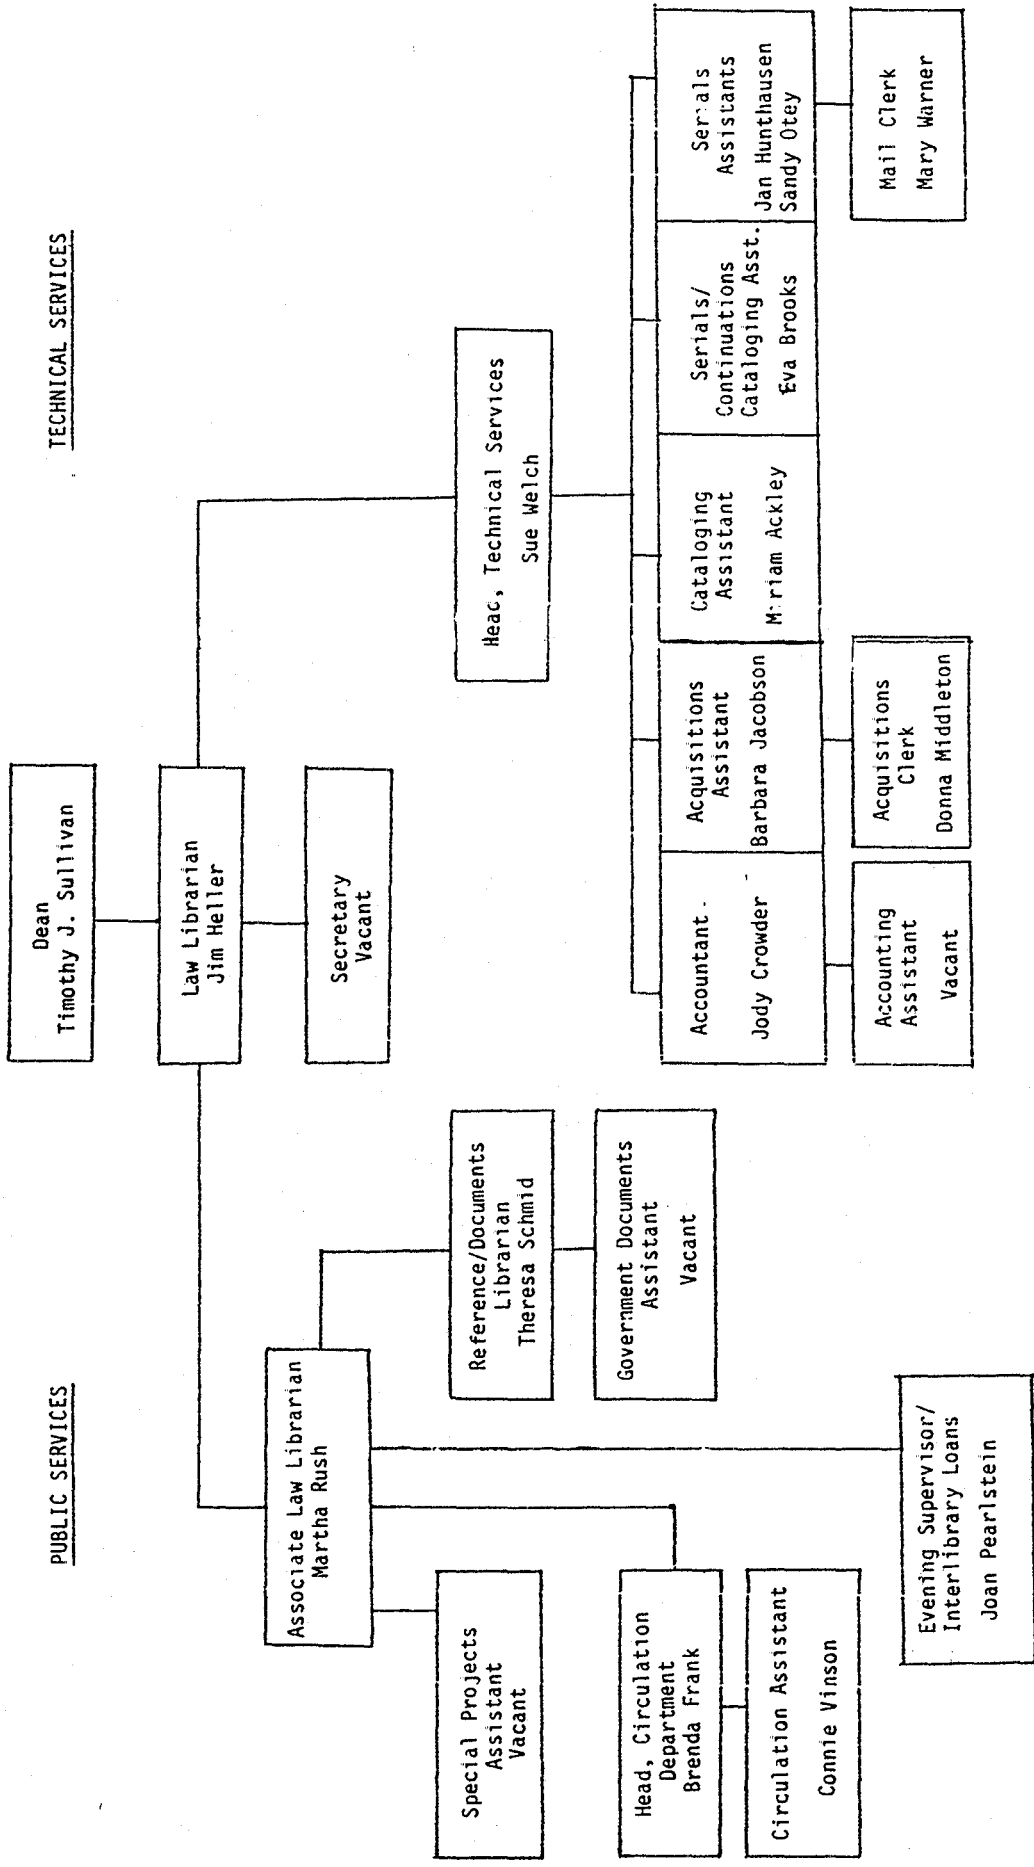 PUBLIC SERVICES
TECHNICAL SERVICES
Dean
Timothy J. Sullivan
Law Librarian
Jim Heller
Secretary
Vacant
Associate Law Librarian
Martha Rush
Special Projects
Assistant
Vacant
Reference/Documents
Librarian
Theresa Schmid
Government Documents
Assistant
Vacant
Head, Circulation
Department
Brenda Frank
Circulation Assistant
Connie Vinson
Evening Supervisor/
Interlibrary Loans
Joan Pearlstein
Head, Technical Services
Sue Welch
Accountant
Jody Crowder
Accounting
Assistant
Vacant
Acquisitions
Assistant
Barbara Jacobson
Acquisitions
Clerk
Donna Middleton
Cataloging
Assistant
Miriam Ackley
Serials/
Continuations
Cataloging Asst.
Eva Brooks
Serials
Assistants
Jan Hunthausen
Sandy Otey
Mail Clerk
Mary Warner